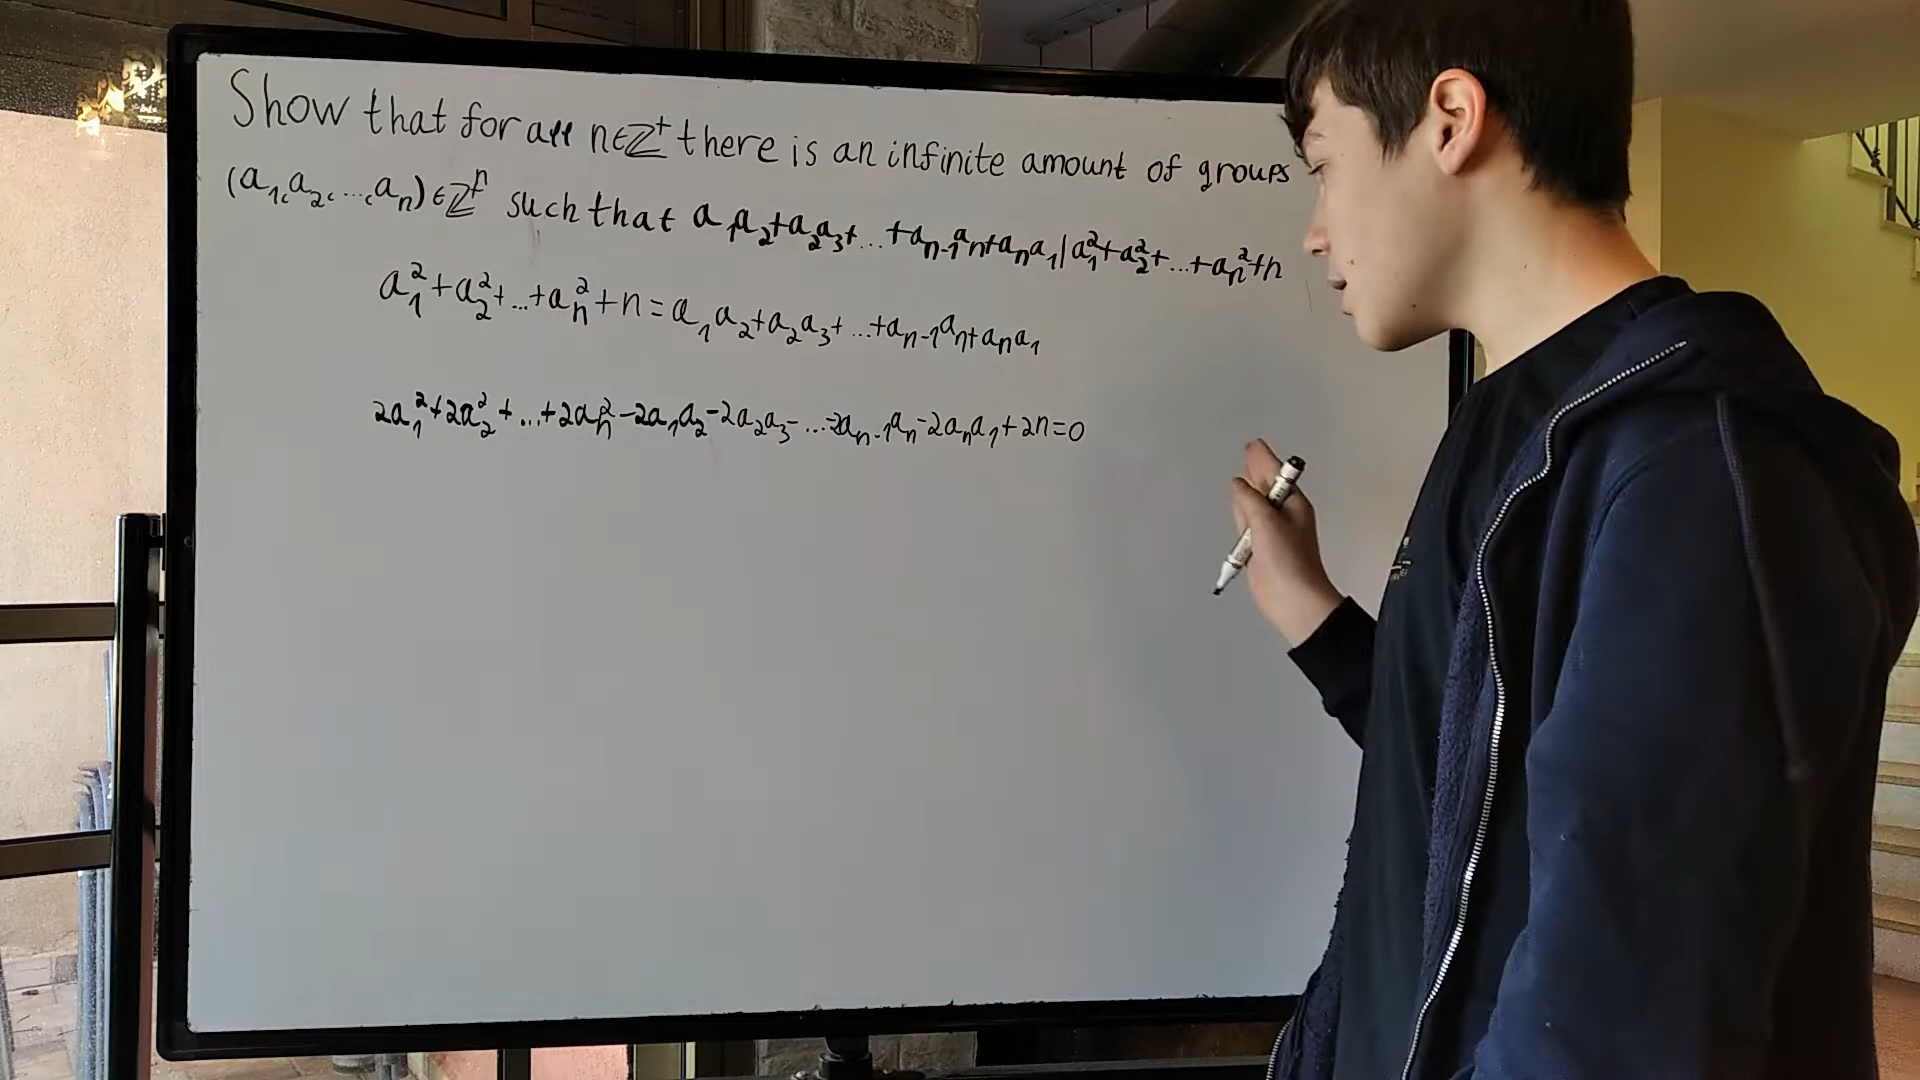 Show that for all n∈ℤ⁺ there is an infinite amount of groups
(a₁, a₂, ..., aₙ)∈ℤⁿ such that a₁a₂+a₂a₃+...+aₙ₋₁aₙ+aₙa₁|a₁²+a₂²+...+aₙ²+n
a₁²+a₂²+...+aₙ²+n=a₁a₂+a₂a₃+...+aₙ₋₁aₙ+aₙa₁
2a₁²+2a₂²+...+2aₙ²-2a₁a₂-2a₂a₃-...-2aₙ₋₁aₙ-2aₙa₁+2n=0